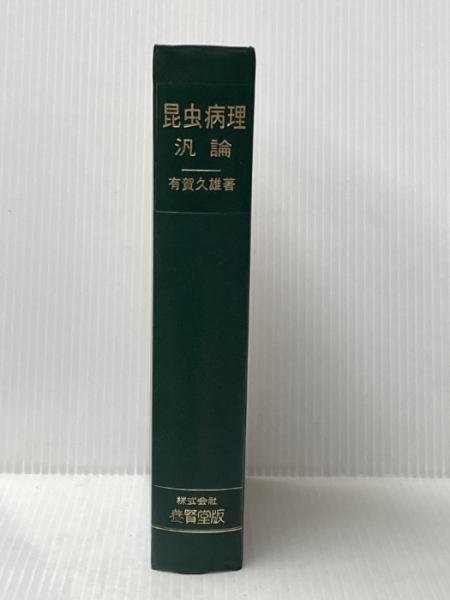 昆虫病理
汎論
有賀久雄著
株式会社
養賢堂版